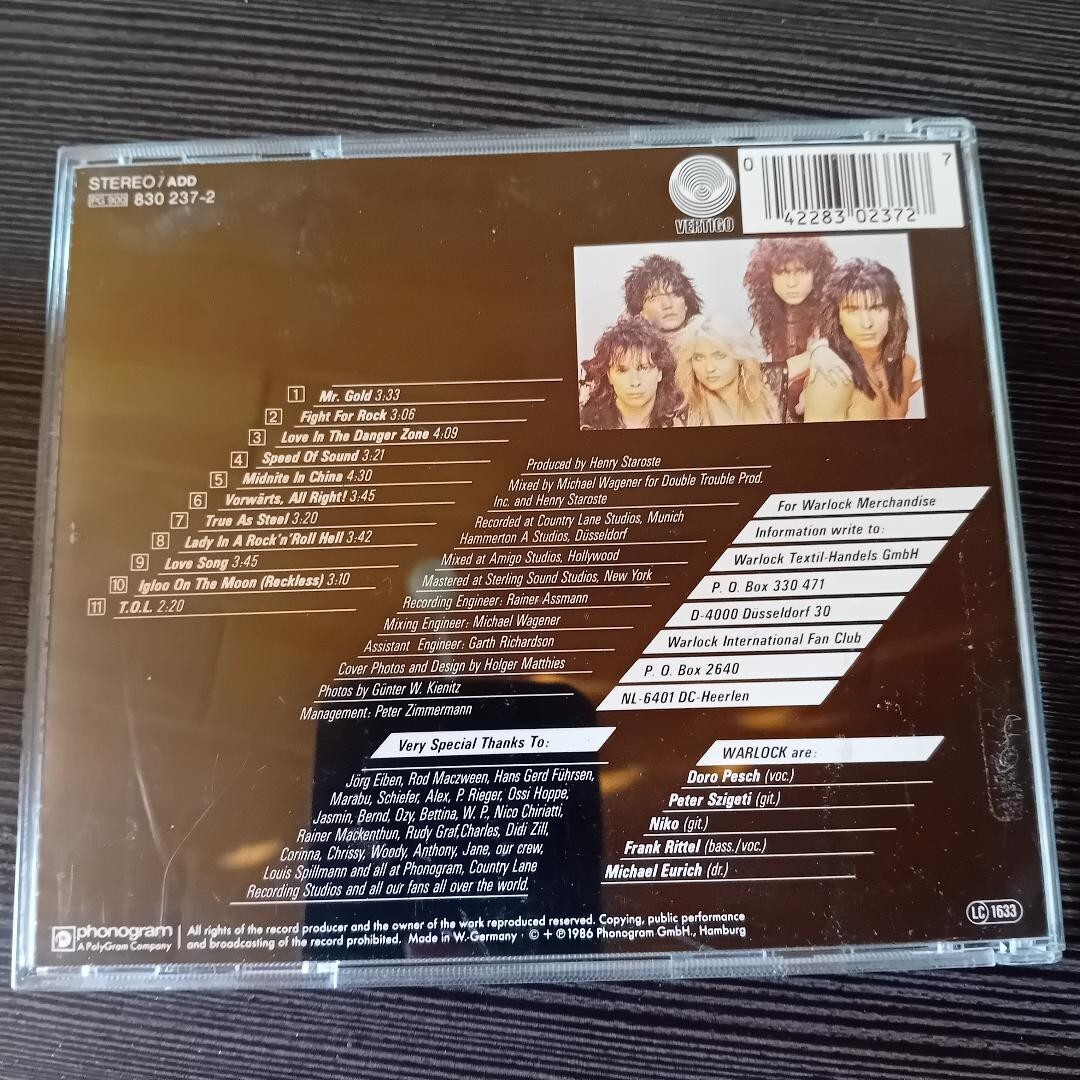 STEREO/ADD
PG 900 830 237-2
VERTIGO
0 42283 02372 7
1 Mr. Gold 3:33
2 Fight For Rock 3:06
3 Love In The Danger Zone 4:09
4 Speed Of Sound 3:21
5 Midnite In China 4:30
6 Vorwärts, All Right! 3:45
7 True As Steel 3:20
8 Lady In A Rock'n'Roll Hell 3:42
9 Love Song 3:45
10 Igloo On The Moon (Reckless) 3:10
11 T.O.L. 2:20
Produced by Henry Staroste
Mixed by Michael Wagener for Double Trouble Prod.
Inc. and Henry Staroste
Recorded at Country Lane Studios, Munich
Hammerton A Studios, Düsseldorf
Mixed at Amigo Studios, Hollywood
Mastered at Sterling Sound Studios, New York
Recording Engineer: Rainer Assmann
Mixing Engineer: Michael Wagener
Assistant Engineer: Garth Richardson
Cover Photos and Design by Holger Matthies
Photos by Günter W. Kienitz
Management: Peter Zimmermann
For Warlock Merchandise
Information write to:
Warlock Textil-Handels GmbH
P. O. Box 330 471
D-4000 Düsseldorf 30
Warlock International Fan Club
P. O. Box 2640
NL-6401 DC-Heerlen
Very Special Thanks To:
Jörg Eiben, Rod Maczween, Hans Gerd Führsen,
Marabu, Schiefer, Alex, P. Rieger, Ossi Hoppe,
Jasmin, Bernd, Ozy, Bettina, W. P., Nico Chiriatti,
Rainer Mackenthun, Rudy Graf,Charles, Didi Zill,
Corinna, Chrissy, Woody, Anthony, Jane, our crew,
Louis Spillmann and all at Phonogram, Country Lane
Recording Studios and all our fans all over the world.
WARLOCK are:
Doro Pesch (voc.)
Peter Szigeti (git.)
Niko (git.)
Frank Rittel (bass./voc.)
Michael Eurich (dr.)
LC 1633
phonogram
A PolyGram Company
All rights of the record producer and the owner of the work reproduced reserved. Copying, public performance
and broadcasting of the record prohibited. Made in W.-Germany · © + ℗ 1986 Phonogram GmbH., Hamburg